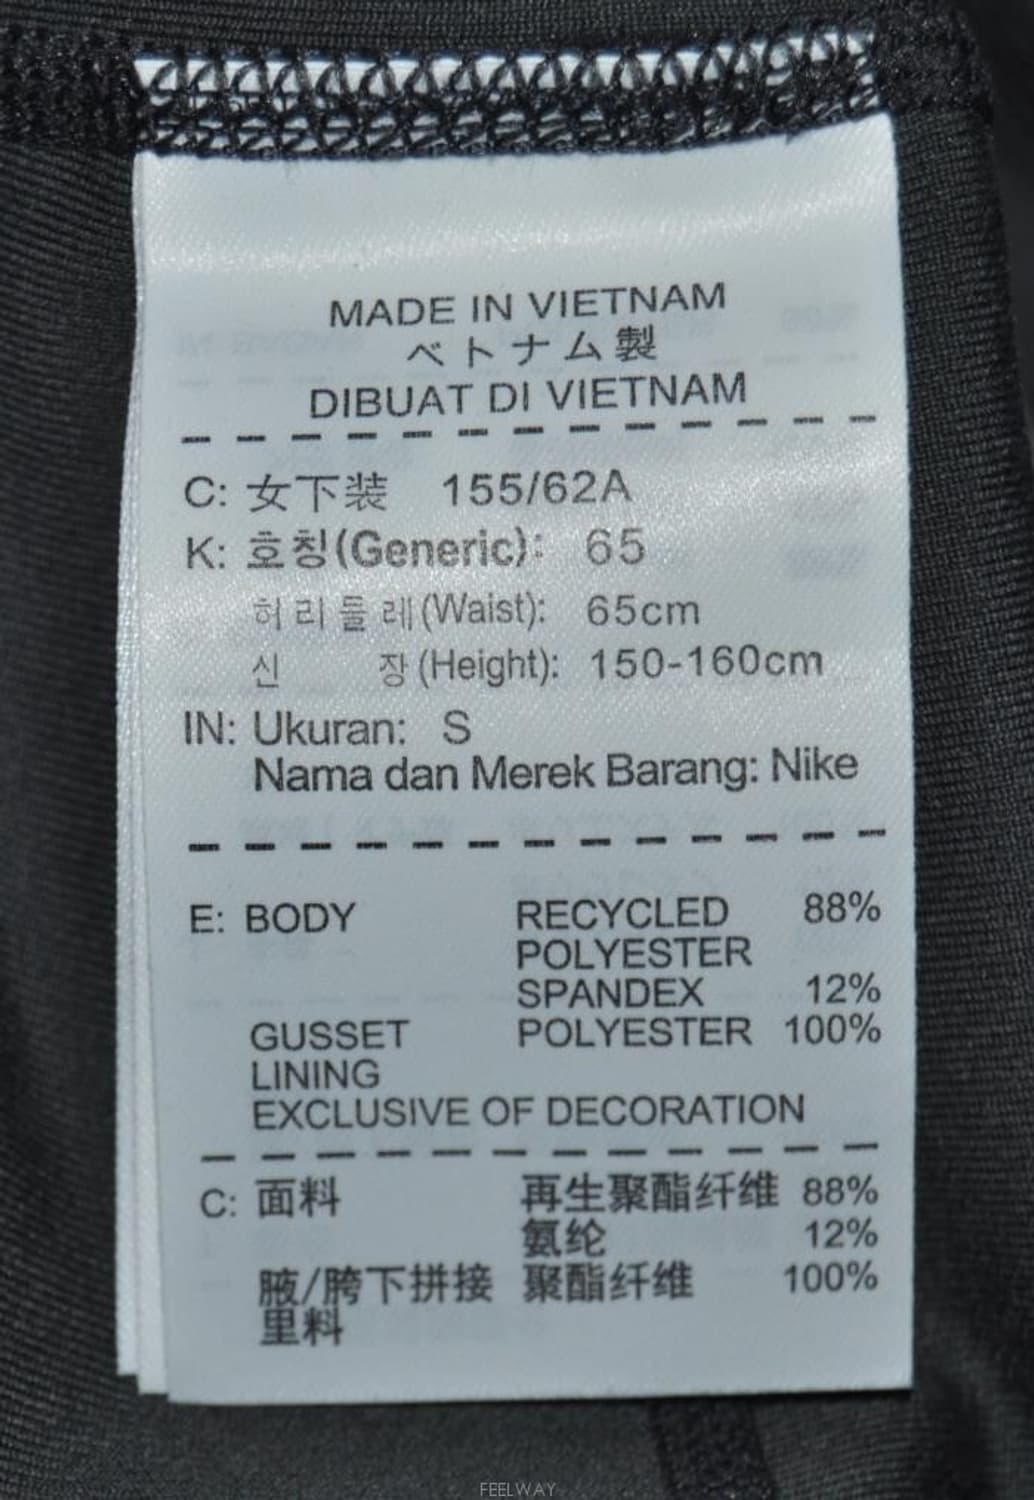 MADE IN VIETNAM
ベトナム製
DIBUAT DI VIETNAM
C: 女下装 155/62A
K: 호칭(Generic): 65
허리둘레(Waist): 65cm
신 장(Height): 150-160cm
IN: Ukuran: S
Nama dan Merek Barang: Nike
E: BODY RECYCLED 88%
POLYESTER
SPANDEX 12%
GUSSET POLYESTER 100%
LINING
EXCLUSIVE OF DECORATION
C: 面料 再生聚酯纤维 88%
氨纶 12%
腋/胯下拼接 聚酯纤维 100%
里料
FEELWAY